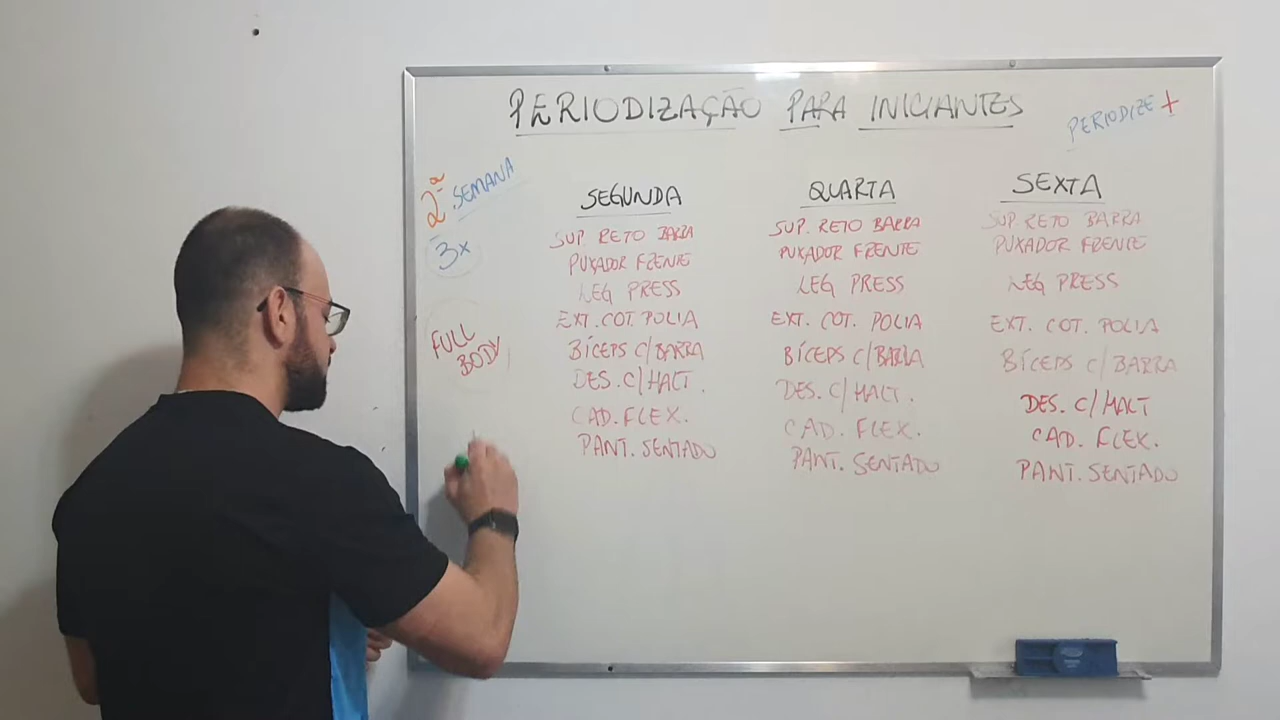 PERIODIZAÇÃO PARA INICIANTES
PERIODIZE +
2ª SEMANA
3x
FULL BODY
SEGUNDA
SUP. RETO BARRA
PUXADOR FRENTE
LEG PRESS
EXT. COT. POLIA
BÍCEPS C/BARRA
DES. C/HALT.
CAD. FLEX.
PANT. SENTADO
QUARTA
SUP. RETO BARRA
PUXADOR FRENTE
LEG PRESS
EXT. COT. POLIA
BÍCEPS C/BARRA
DES. C/HALT.
CAD. FLEX.
PANT. SENTADO
SEXTA
SUP. RETO BARRA
PUXADOR FRENTE
LEG PRESS
EXT. COT. POLIA
BÍCEPS C/BARRA
DES. C/HALT
CAD. FLEX.
PANT. SENTADO